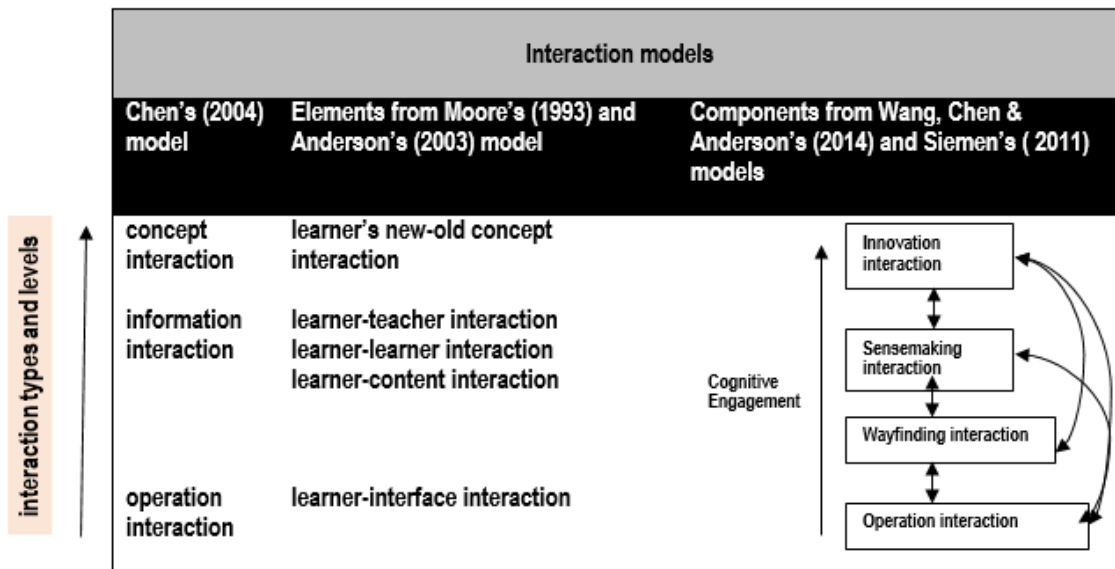 Interaction models
Chen's (2004)
model
Elements from Moore's (1993) and
Anderson's (2003) model
Components from Wang, Chen &
Anderson's (2014) and Siemen's ( 2011)
models
interaction types and levels
concept
interaction
learner's new-old concept
interaction
information
interaction
learner-teacher interaction
learner-learner interaction
learner-content interaction
operation
interaction
learner-interface interaction
Cognitive
Engagement
Innovation
interaction
Sensemaking
interaction
Wayfinding interaction
Operation interaction